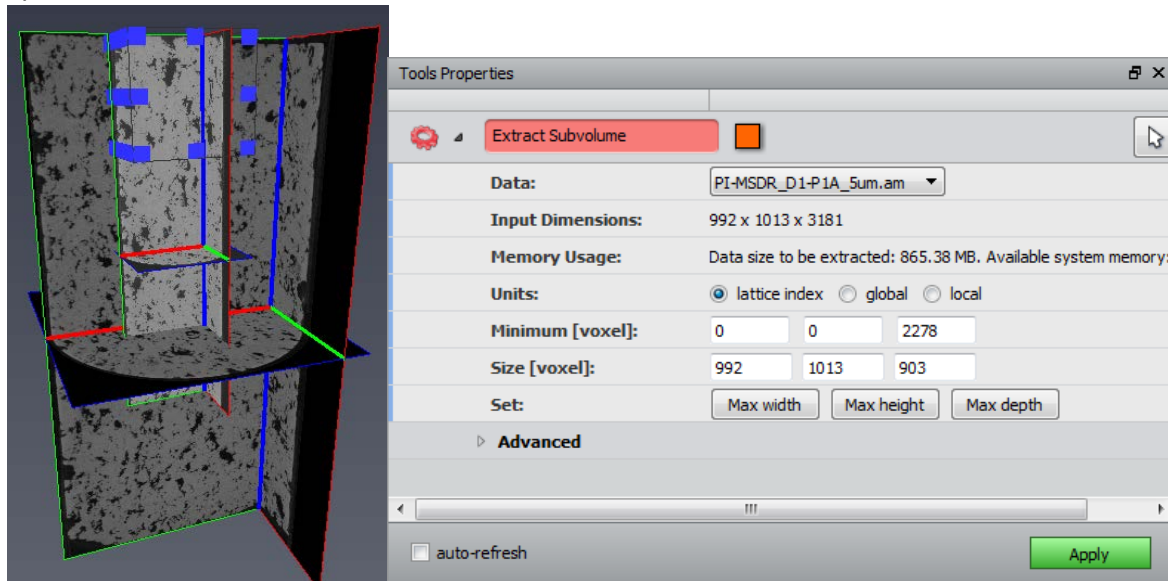 Tools Properties
Extract Subvolume
Data: PI-MSDR_D1-P1A_5um.am
Input Dimensions: 992 x 1013 x 3181
Memory Usage: Data size to be extracted: 865.38 MB. Available system memory:
Units: lattice index global local
Minimum [voxel]: 0 0 2278
Size [voxel]: 992 1013 903
Set: Max width Max height Max depth
Advanced
auto-refresh Apply